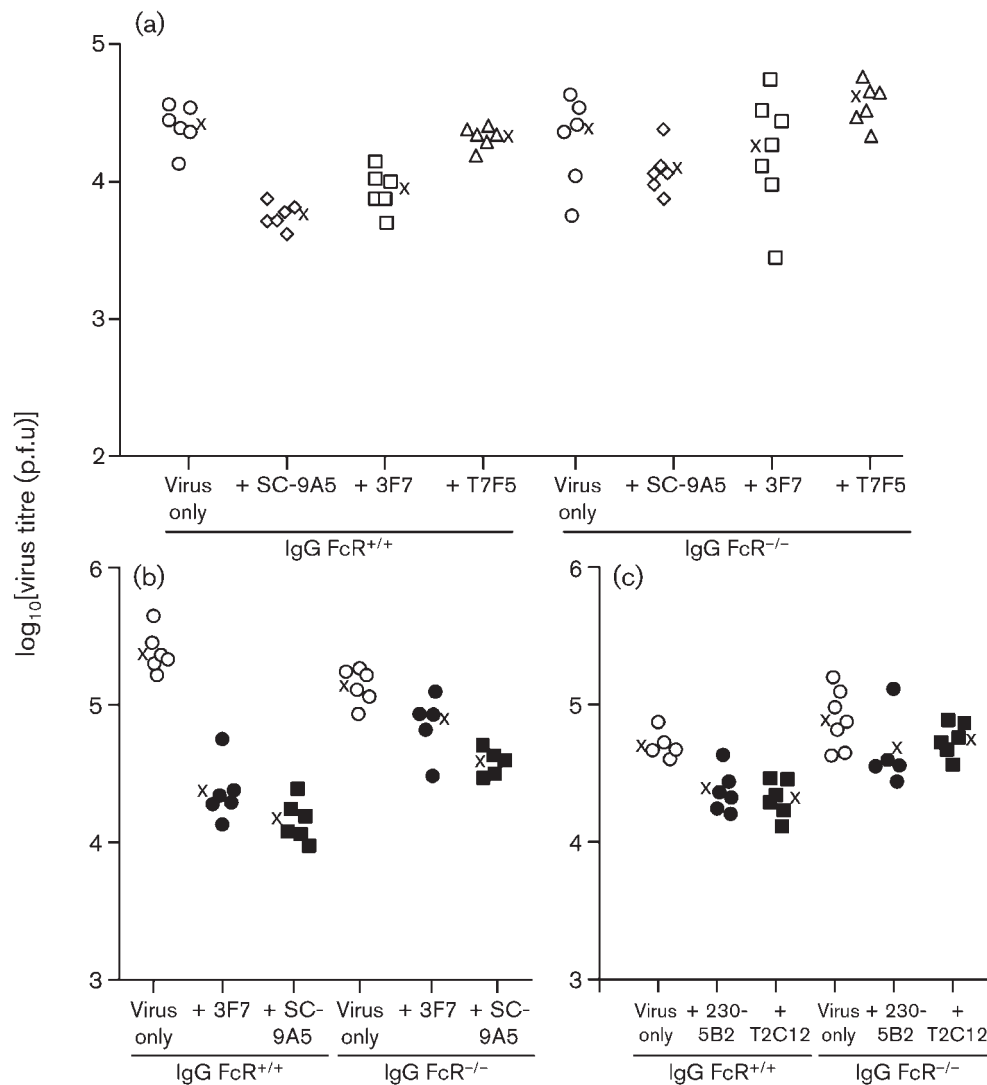 (a)
5
4
3
2
Virus only + SC-9A5 + 3F7 + T7F5 Virus only + SC-9A5 + 3F7 + T7F5
IgG FcR+/+ IgG FcR−/−
log10[virus titre (p.f.u)]
(b)
6
5
4
3
Virus only + 3F7 + SC-9A5 Virus only + 3F7 + SC-9A5
IgG FcR+/+ IgG FcR−/−
(c)
6
5
4
3
Virus only + 230-5B2 + T2C12 Virus only + 230-5B2 + T2C12
IgG FcR+/+ IgG FcR−/−